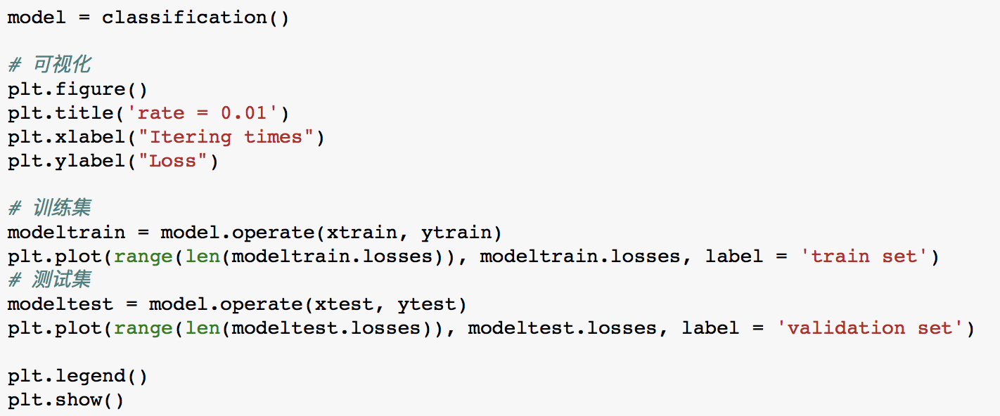 model = classification()
# 可视化
plt.figure()
plt.title('rate = 0.01')
plt.xlabel("Itering times")
plt.ylabel("Loss")
# 训练集
modeltrain = model.operate(xtrain, ytrain)
plt.plot(range(len(modeltrain.losses)), modeltrain.losses, label = 'train set')
# 测试集
modeltest = model.operate(xtest, ytest)
plt.plot(range(len(modeltest.losses)), modeltest.losses, label = 'validation set')
plt.legend()
plt.show()